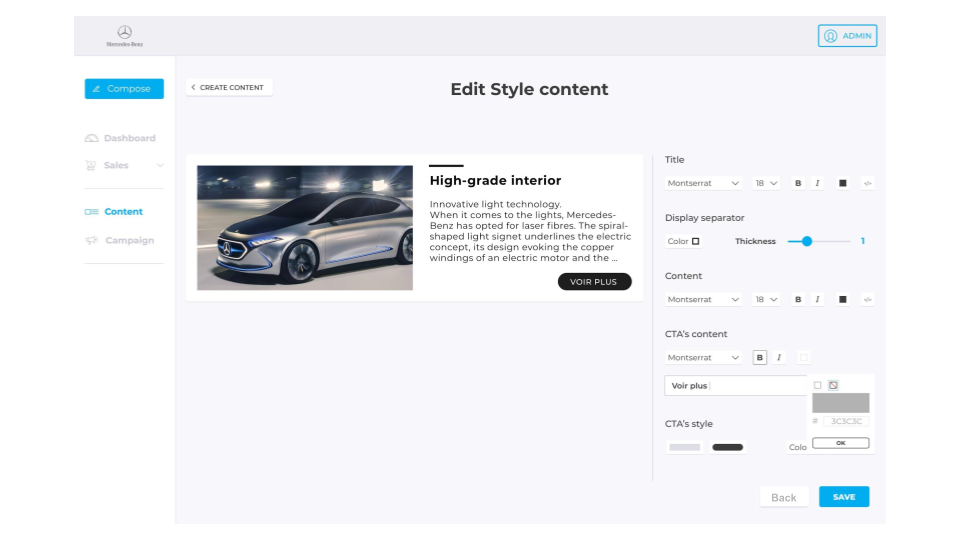 Mercedes-Benz
ADMIN
Compose
< CREATE CONTENT
Edit Style content
Dashboard
Sales
Content
Campaign
High-grade interior
Innovative light technology.
When it comes to the lights, Mercedes-
Benz has opted for laser fibres. The spiral-
shaped light signet underlines the electric
concept, its design evoking the copper
windings of an electric motor and the ...
VOIR PLUS
Title
Montserrat 18 B I </>
Display separator
Color Thickness 1
Content
Montserrat 18 B I </>
CTA's content
Montserrat B I
Voir plus
# 3C3C3C
OK
CTA's style
Colo
Back
SAVE